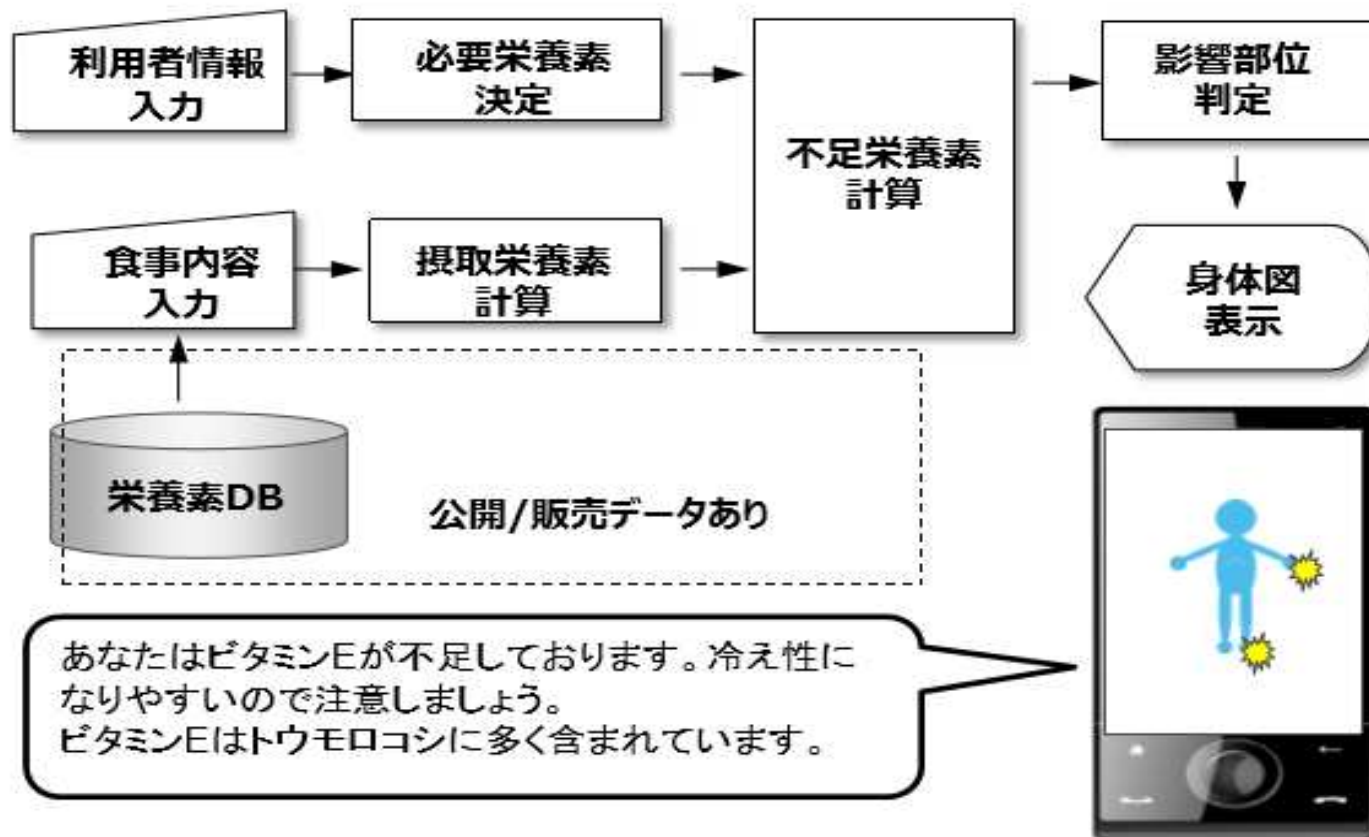 利用者情報
入力
必要栄養素
決定
不足栄養素
計算
影響部位
判定
食事内容
入力
摂取栄養素
計算
身体図
表示
栄養素DB
公開/販売データあり
あなたはビタミンEが不足しております。冷え性に
なりやすいので注意しましょう。
ビタミンEはトウモロコシに多く含まれています。